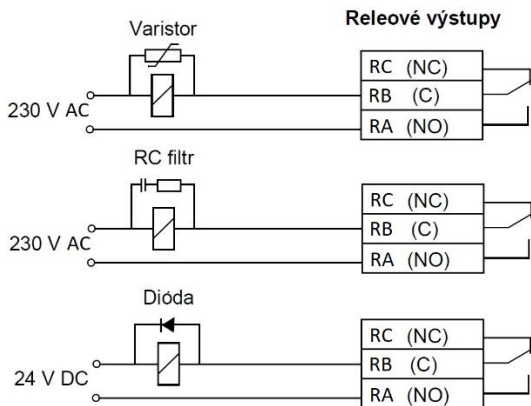 Releové výstupy
Varistor
230 V AC
RC (NC)
RB (C)
RA (NO)
RC filtr
230 V AC
RC (NC)
RB (C)
RA (NO)
Dióda
24 V DC
RC (NC)
RB (C)
RA (NO)